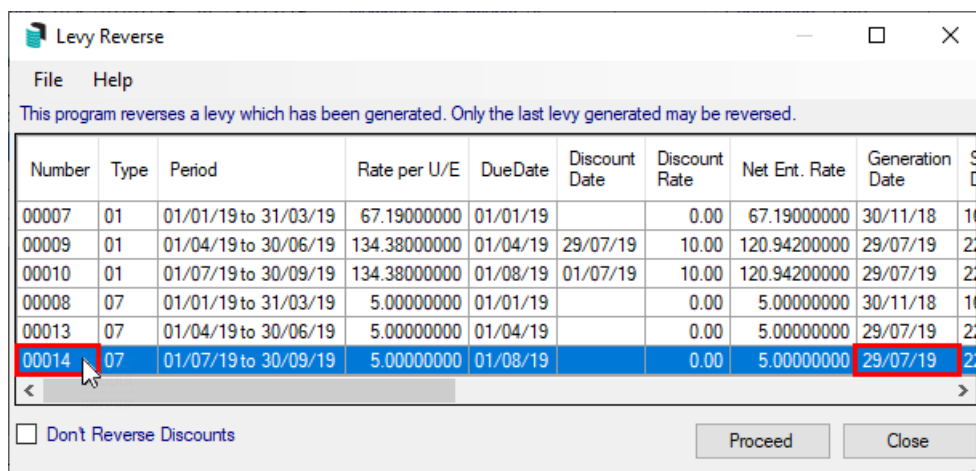 Levy Reverse
File Help
This program reverses a levy which has been generated. Only the last levy generated may be reversed.
Number Type Period Rate per U/E DueDate Discount Date Discount Rate Net Ent. Rate Generation Date
00007 01 01/01/19 to 31/03/19 67.19000000 01/01/19 0.00 67.19000000 30/11/18
00009 01 01/04/19 to 30/06/19 134.38000000 01/04/19 29/07/19 10.00 120.94200000 29/07/19
00010 01 01/07/19 to 30/09/19 134.38000000 01/08/19 01/07/19 10.00 120.94200000 29/07/19
00008 07 01/01/19 to 31/03/19 5.00000000 01/01/19 0.00 5.00000000 30/11/18
00013 07 01/04/19 to 30/06/19 5.00000000 01/04/19 0.00 5.00000000 29/07/19
00014 07 01/07/19 to 30/09/19 5.00000000 01/08/19 0.00 5.00000000 29/07/19
Don't Reverse Discounts
Proceed Close